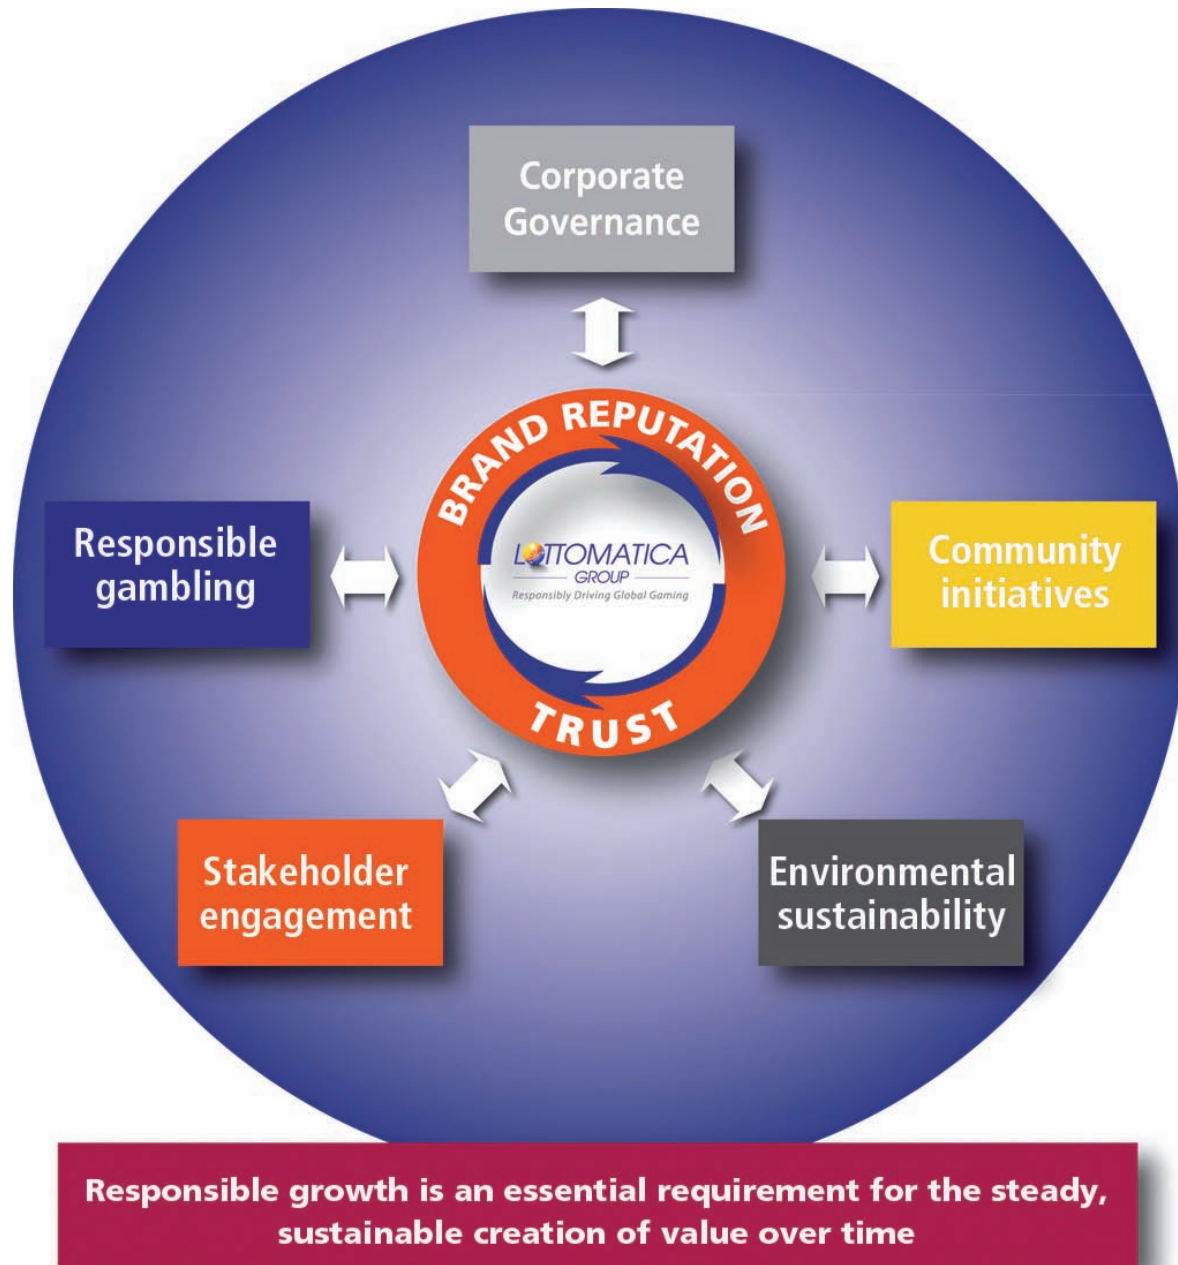 Corporate
Governance
BRAND REPUTATION
Responsible
gambling
LOTTOMATICA
GROUP
Responsibly Driving Global Gaming
Community
initiatives
TRUST
Stakeholder
engagement
Environmental
sustainability
Responsible growth is an essential requirement for the steady,
sustainable creation of value over time